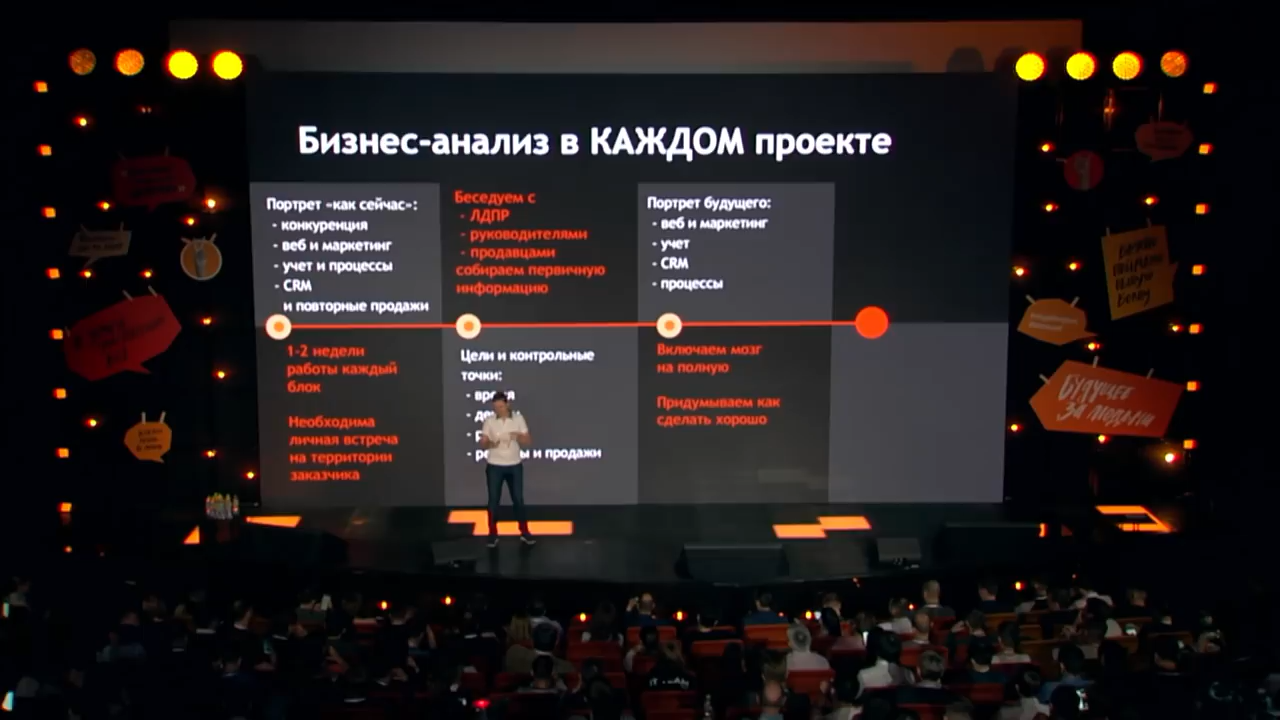 Бизнес-анализ в КАЖДОМ проекте
Портрет «как сейчас»:
- конкуренция
- веб и маркетинг
- учет и процессы
- CRM
и повторные продажи
1-2 недели
работы каждый
блок
Необходима
личная встреча
на территории
заказчика
Беседуем с
- ЛДПР
- руководителями
- продавцами
собираем первичную
информацию
Цели и контрольные
точки:
и продажи
Портрет будущего:
- веб и маркетинг
- учет
- CRM
- процессы
Включаем мозг
на полную
Придумываем как
сделать хорошо
БУДУЩЕЕ
ЗА ЛЮДЬМИ